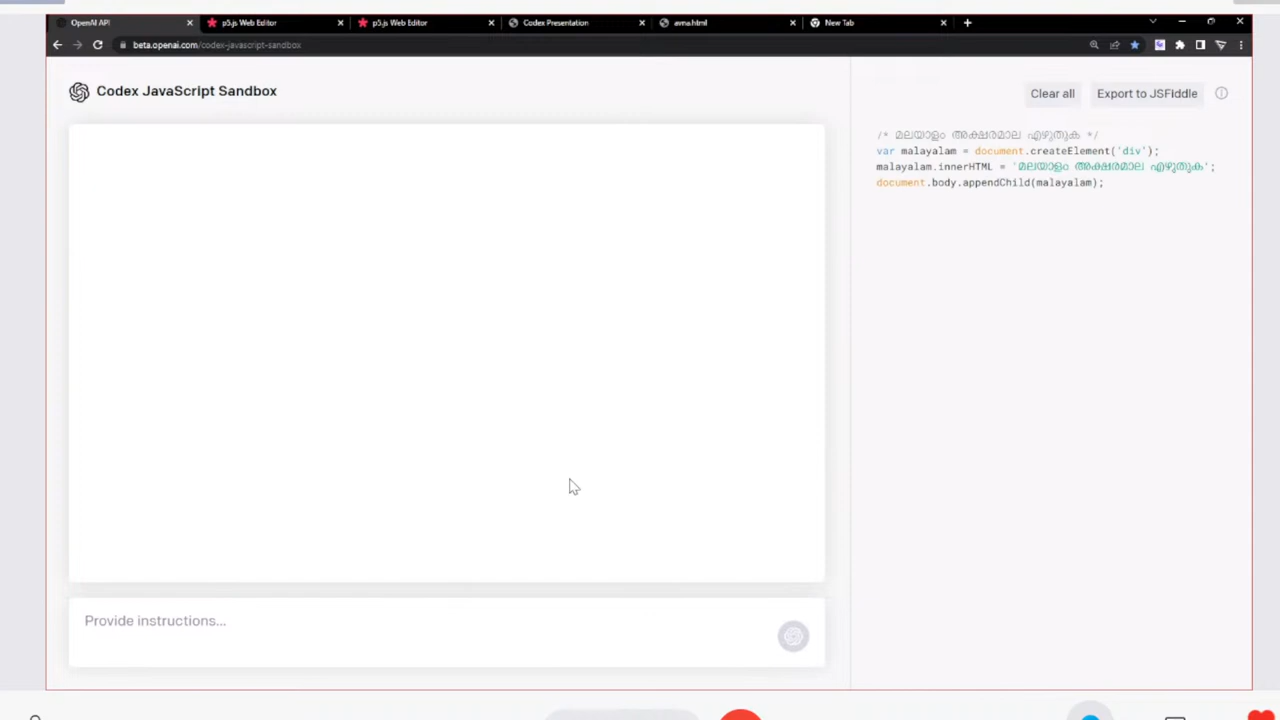 OpenAI API
p5.js Web Editor
p5.js Web Editor
Codex Presentation
avna.html
New Tab
beta.openai.com/codex-javascript-sandbox
Codex JavaScript Sandbox
Clear all
Export to JSFiddle
/* മലയാളം അക്ഷരമാല എഴുതുക */
var malayalam = document.createElement('div');
malayalam.innerHTML = 'മലയാളം അക്ഷരമാല എഴുതുക';
document.body.appendChild(malayalam);
Provide instructions...